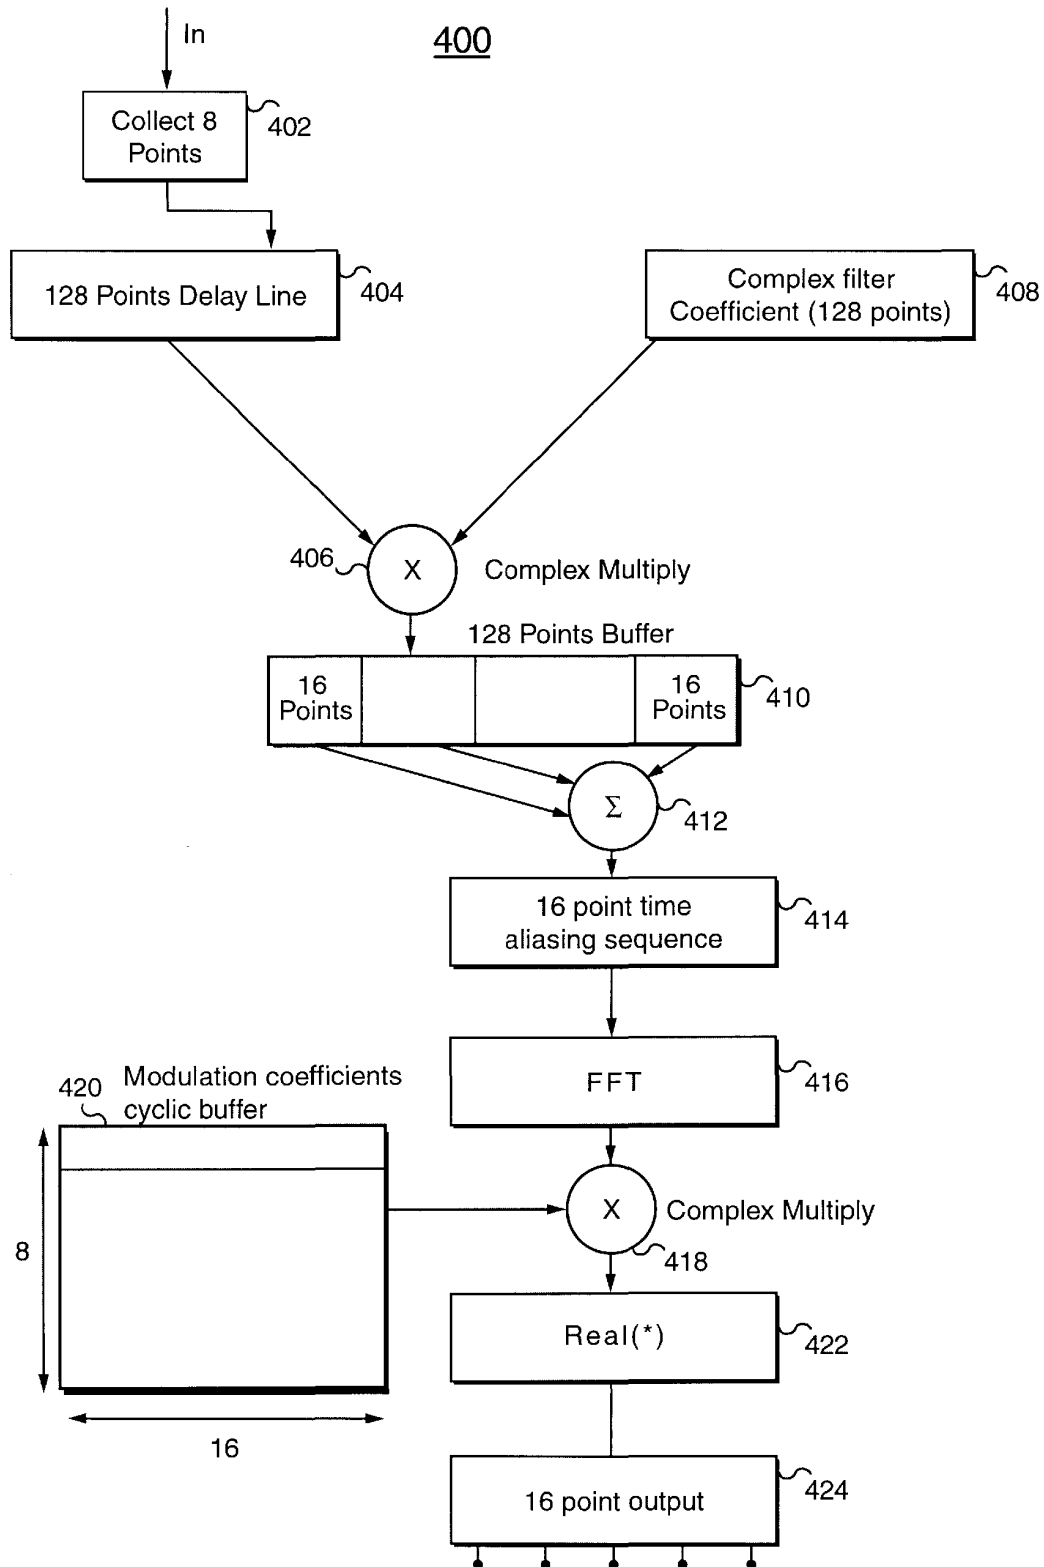 In
400
Collect 8
Points
402
128 Points Delay Line
404
Complex filter
Coefficient (128 points)
408
406
X
Complex Multiply
128 Points Buffer
16
Points
16
Points
410
Σ
412
16 point time
aliasing sequence
414
FFT
416
420
Modulation coefficients
cyclic buffer
8
16
X
Complex Multiply
418
Real(*)
422
16 point output
424